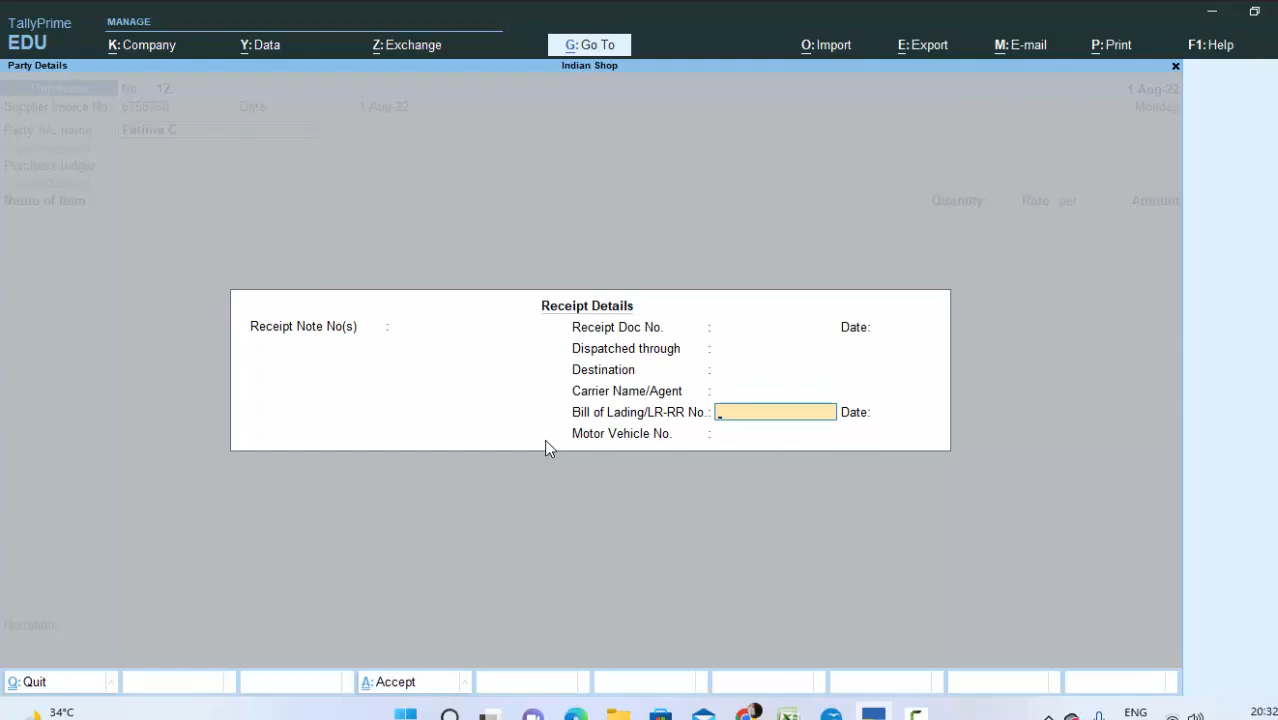 TallyPrime MANAGE
EDU K: Company Y: Data Z: Exchange G: Go To O: Import E: Export M: E-mail P: Print F1: Help
Party Details Indian Shop
No. 12 1 Aug-22
Supplier Invoice No. Date 1 Aug-22 Monday
Party A/c name Fatima C
Purchase ledger
Name of Item Quantity Rate per Amount
Receipt Details
Receipt Note No(s) : Receipt Doc No. : Date:
Dispatched through :
Destination :
Carrier Name/Agent :
Bill of Lading/LR-RR No.: Date:
Motor Vehicle No. :
Narration:
Q: Quit A: Accept
34°C ENG 20:32